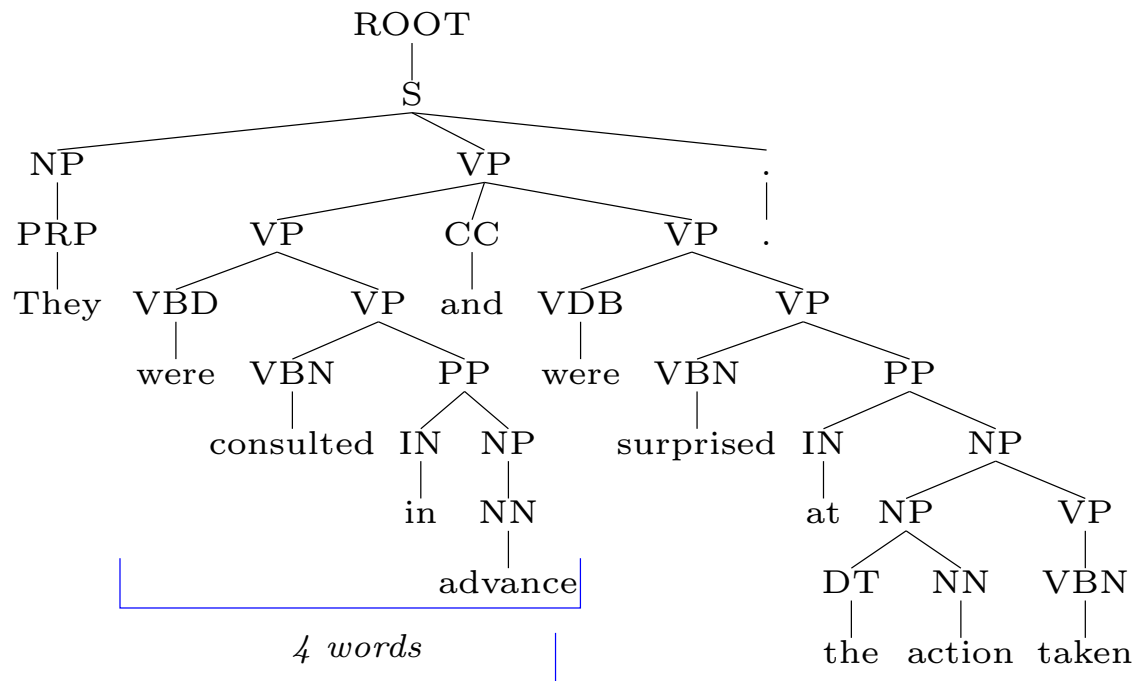 ROOT
S
NP VP .
PRP VP CC VP .
They VBD VP and VDB VP
were VBN PP were VBN PP
consulted IN NP surprised IN NP
in NN at NP VP
advance DT NN VBN
4 words the action taken